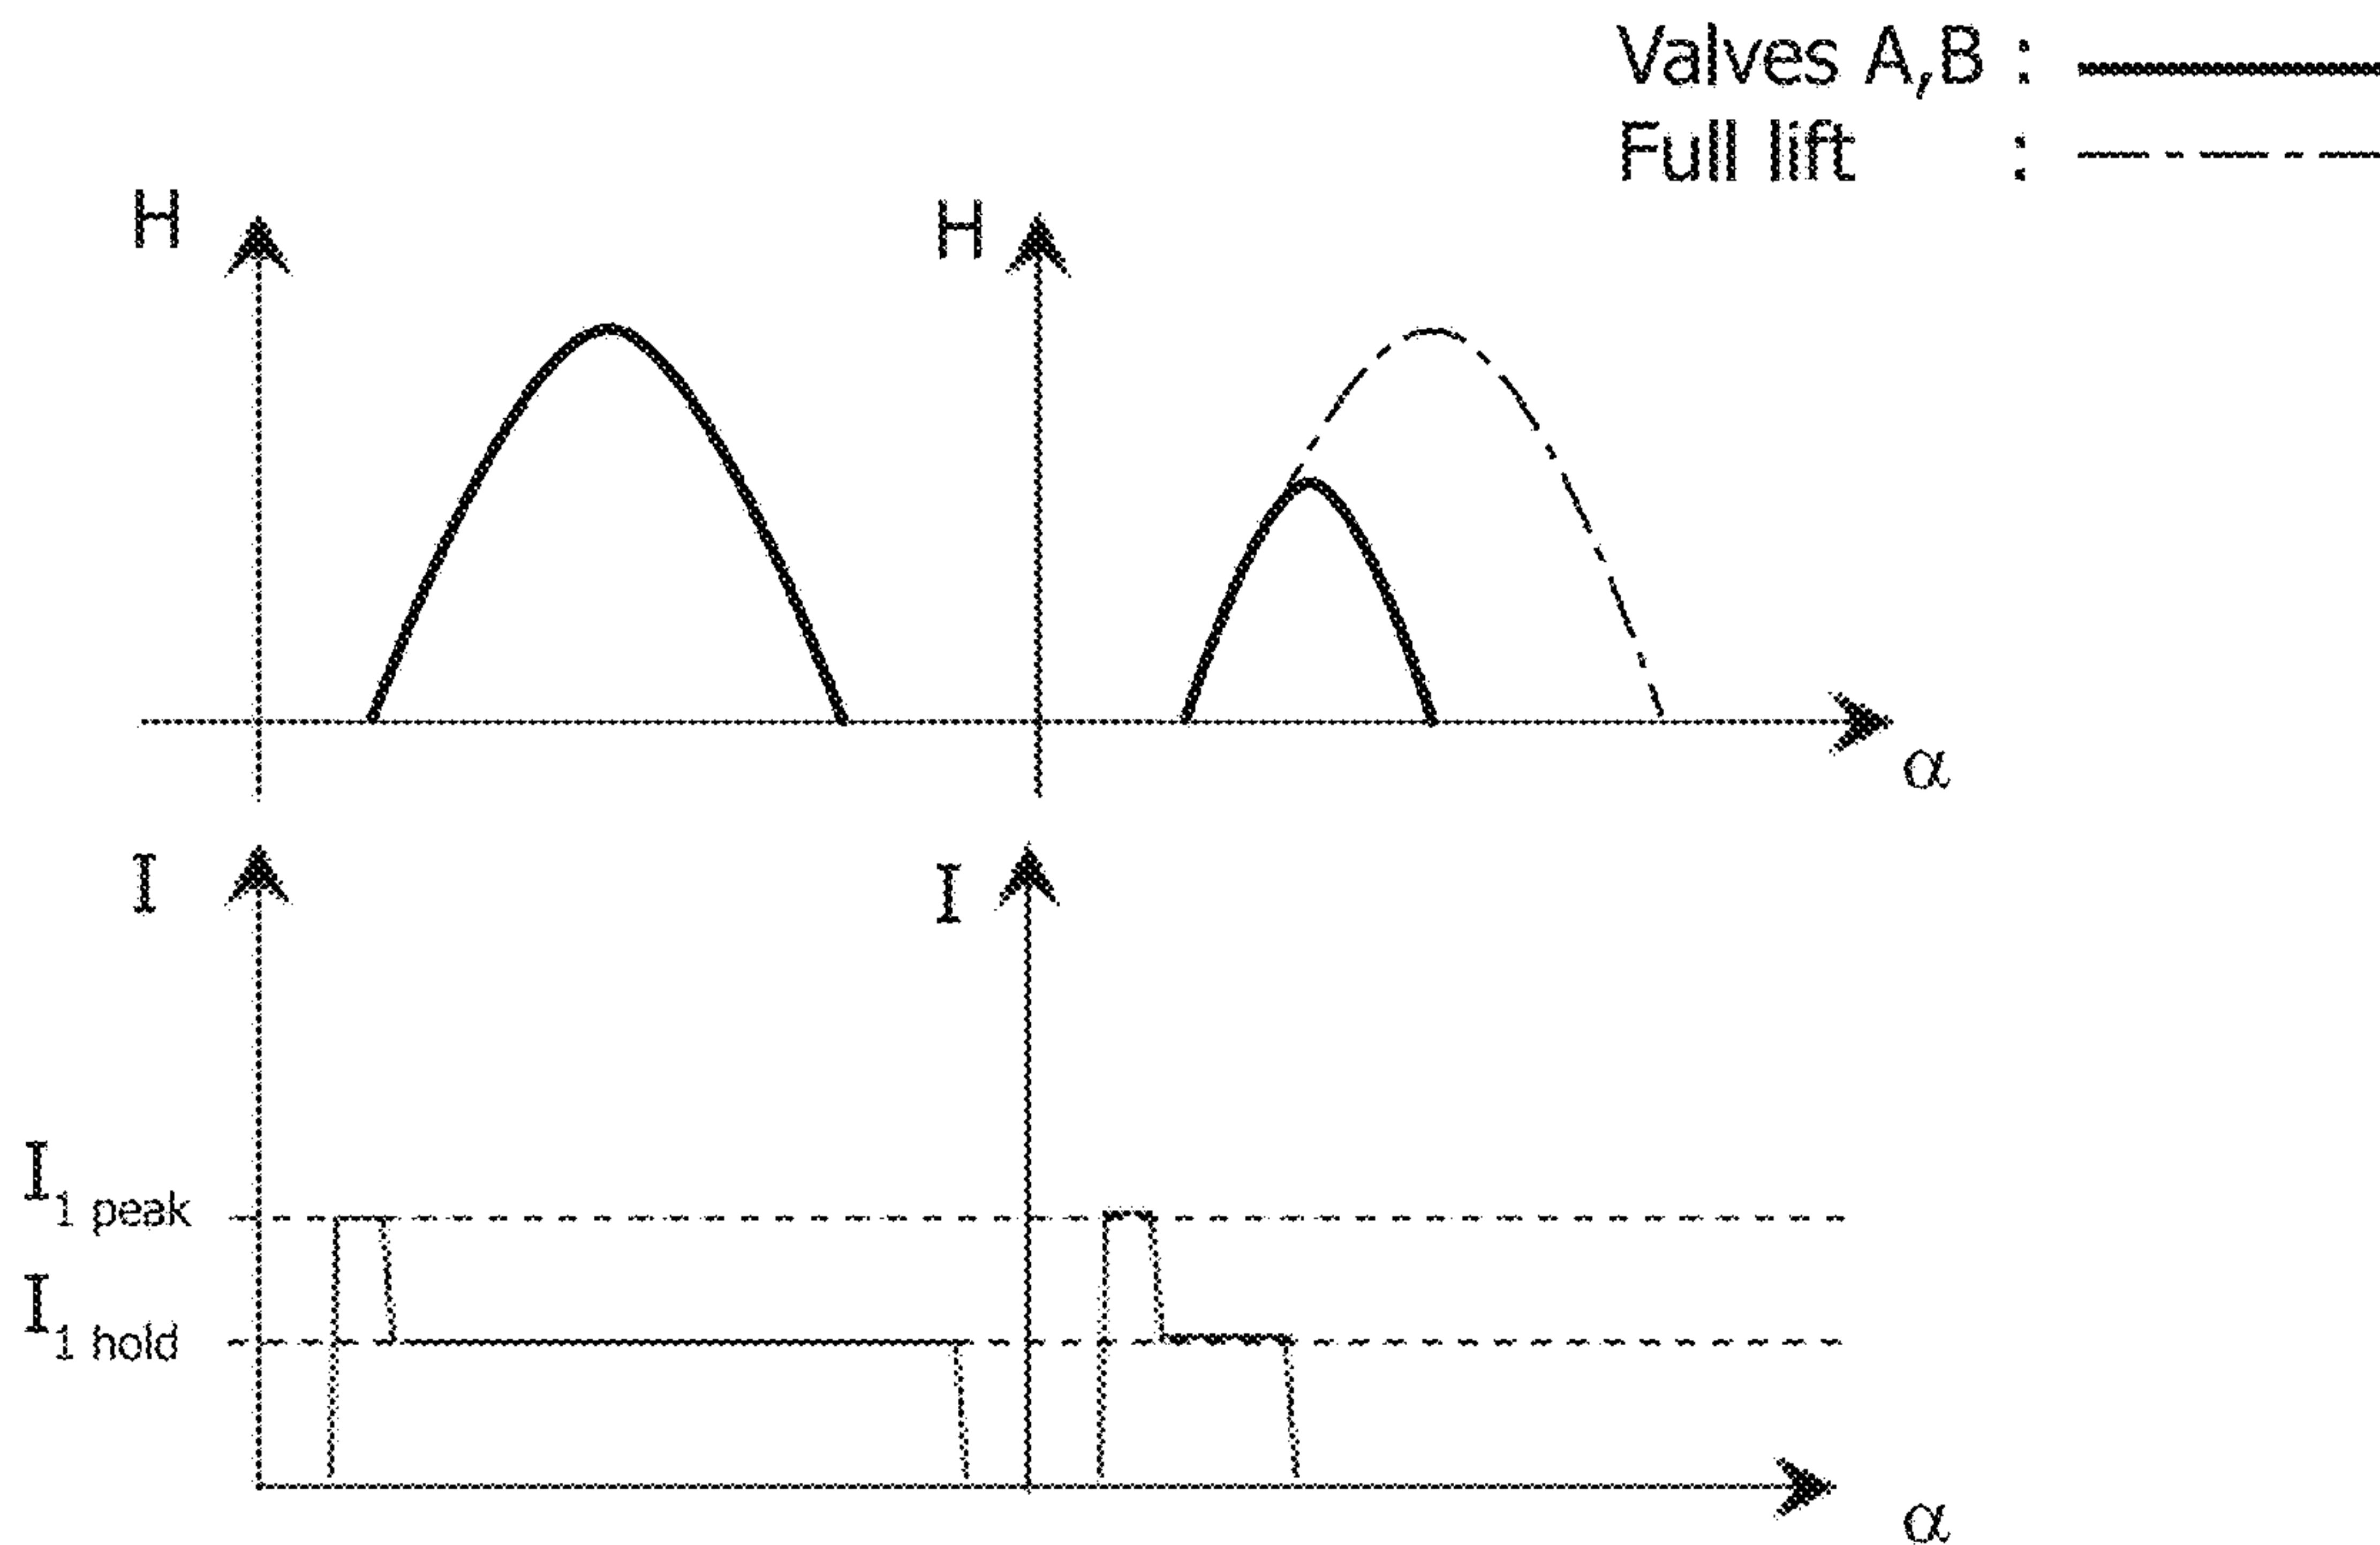 Valves A,B :
Full lift :
H H
α
I I
I1 peak
I1 hold
α